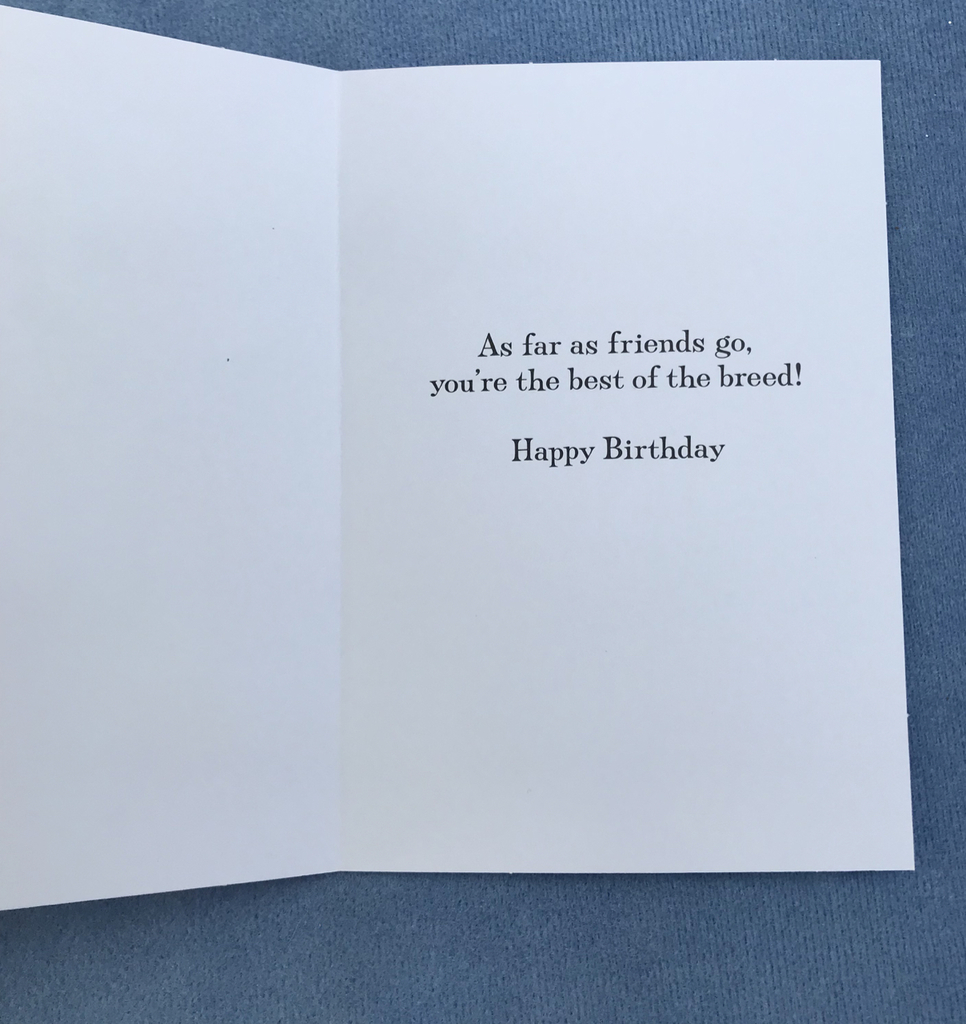 As far as friends go,
you're the best of the breed!
Happy Birthday